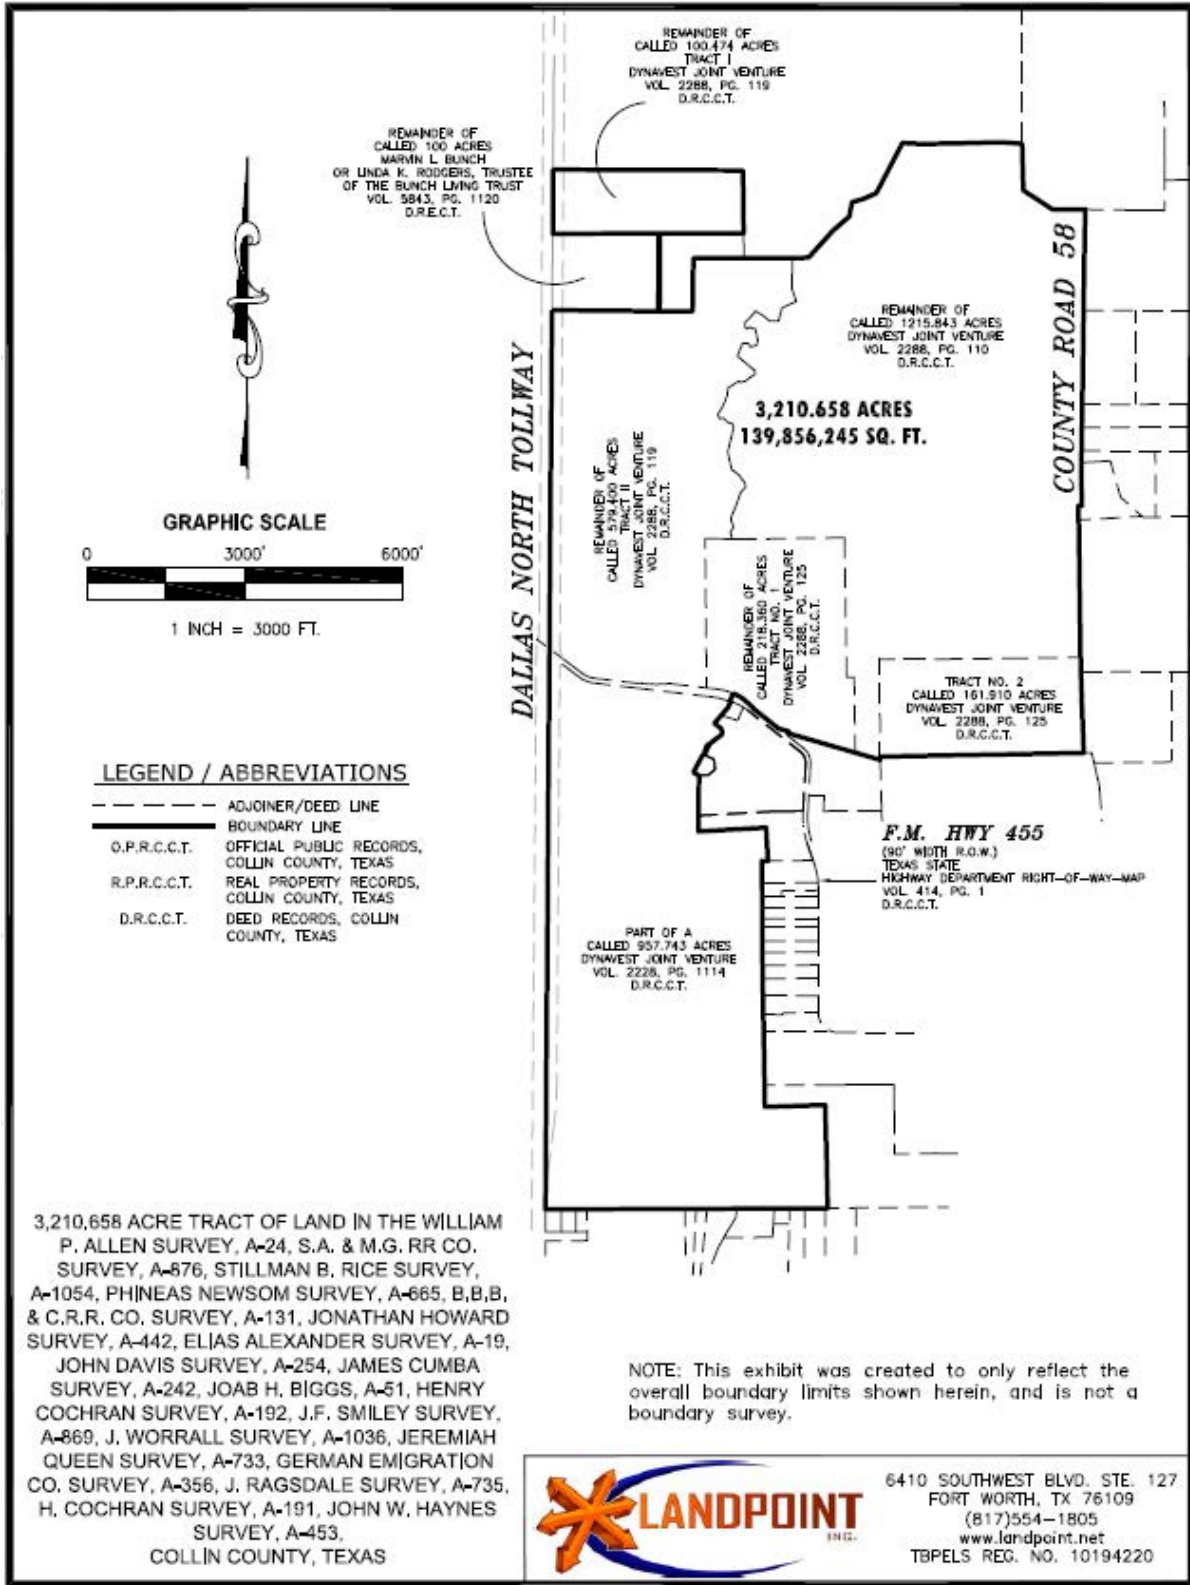 REMAINDER OF
CALLED 100.474 ACRES
TRACT I
DYNAVEST JOINT VENTURE
VOL. 2288, PG. 119
D.R.C.C.T.
REMAINDER OF
CALLED 100 ACRES
MARVIN L. BUNCH
OR LINDA K. RODGERS, TRUSTEE
OF THE BUNCH LIVING TRUST
VOL. 5843, PG. 1120
D.R.E.C.T.
COUNTY ROAD 58
REMAINDER OF
CALLED 1215.843 ACRES
DYNAVEST JOINT VENTURE
VOL. 2288, PG. 110
D.R.C.C.T.
3,210.658 ACRES
139,856,245 SQ. FT.
DALLAS NORTH TOLLWAY
REMAINDER OF
CALLED 579.400 ACRES
TRACT II
DYNAVEST JOINT VENTURE
VOL. 2288, PG. 119
D.R.C.C.T.
GRAPHIC SCALE
0 3000' 6000'
1 INCH = 3000 FT.
REMAINDER OF
CALLED 218.360 ACRES
TRACT NO. 1
DYNAVEST JOINT VENTURE
VOL. 2288, PG. 125
D.R.C.C.T.
TRACT NO. 2
CALLED 161.910 ACRES
DYNAVEST JOINT VENTURE
VOL. 2288, PG. 125
D.R.C.C.T.
LEGEND / ABBREVIATIONS
ADJOINER/DEED LINE
BOUNDARY LINE
O.P.R.C.C.T. OFFICIAL PUBLIC RECORDS,
COLLIN COUNTY, TEXAS
R.P.R.C.C.T. REAL PROPERTY RECORDS,
COLLIN COUNTY, TEXAS
D.R.C.C.T. DEED RECORDS, COLLIN
COUNTY, TEXAS
F.M. HWY 455
(90' WIDTH R.O.W.)
TEXAS STATE
HIGHWAY DEPARTMENT RIGHT-OF-WAY-MAP
VOL. 414, PG. 1
D.R.C.C.T.
PART OF A
CALLED 957.743 ACRES
DYNAVEST JOINT VENTURE
VOL. 2228, PG. 1114
D.R.C.C.T.
3,210,658 ACRE TRACT OF LAND IN THE WILLIAM
P. ALLEN SURVEY, A-24, S.A. & M.G. RR CO.
SURVEY, A-876, STILLMAN B. RICE SURVEY,
A-1054, PHINEAS NEWSOM SURVEY, A-665, B.B.B.
& C.R.R. CO. SURVEY, A-131, JONATHAN HOWARD
SURVEY, A-442, ELIAS ALEXANDER SURVEY, A-19,
JOHN DAVIS SURVEY, A-254, JAMES CUMBA
SURVEY, A-242, JOAB H. BIGGS, A-51, HENRY
COCHRAN SURVEY, A-192, J.F. SMILEY SURVEY,
A-869, J. WORRALL SURVEY, A-1036, JEREMIAH
QUEEN SURVEY, A-733, GERMAN EMIGRATION
CO. SURVEY, A-356, J. RAGSDALE SURVEY, A-735,
H. COCHRAN SURVEY, A-191, JOHN W. HAYNES
SURVEY, A-453,
COLLIN COUNTY, TEXAS
NOTE: This exhibit was created to only reflect the
overall boundary limits shown herein, and is not a
boundary survey.
LANDPOINT
INC.
6410 SOUTHWEST BLVD. STE. 127
FORT WORTH, TX 76109
(817)554-1805
www.landpoint.net
TBPELS REG. NO. 10194220